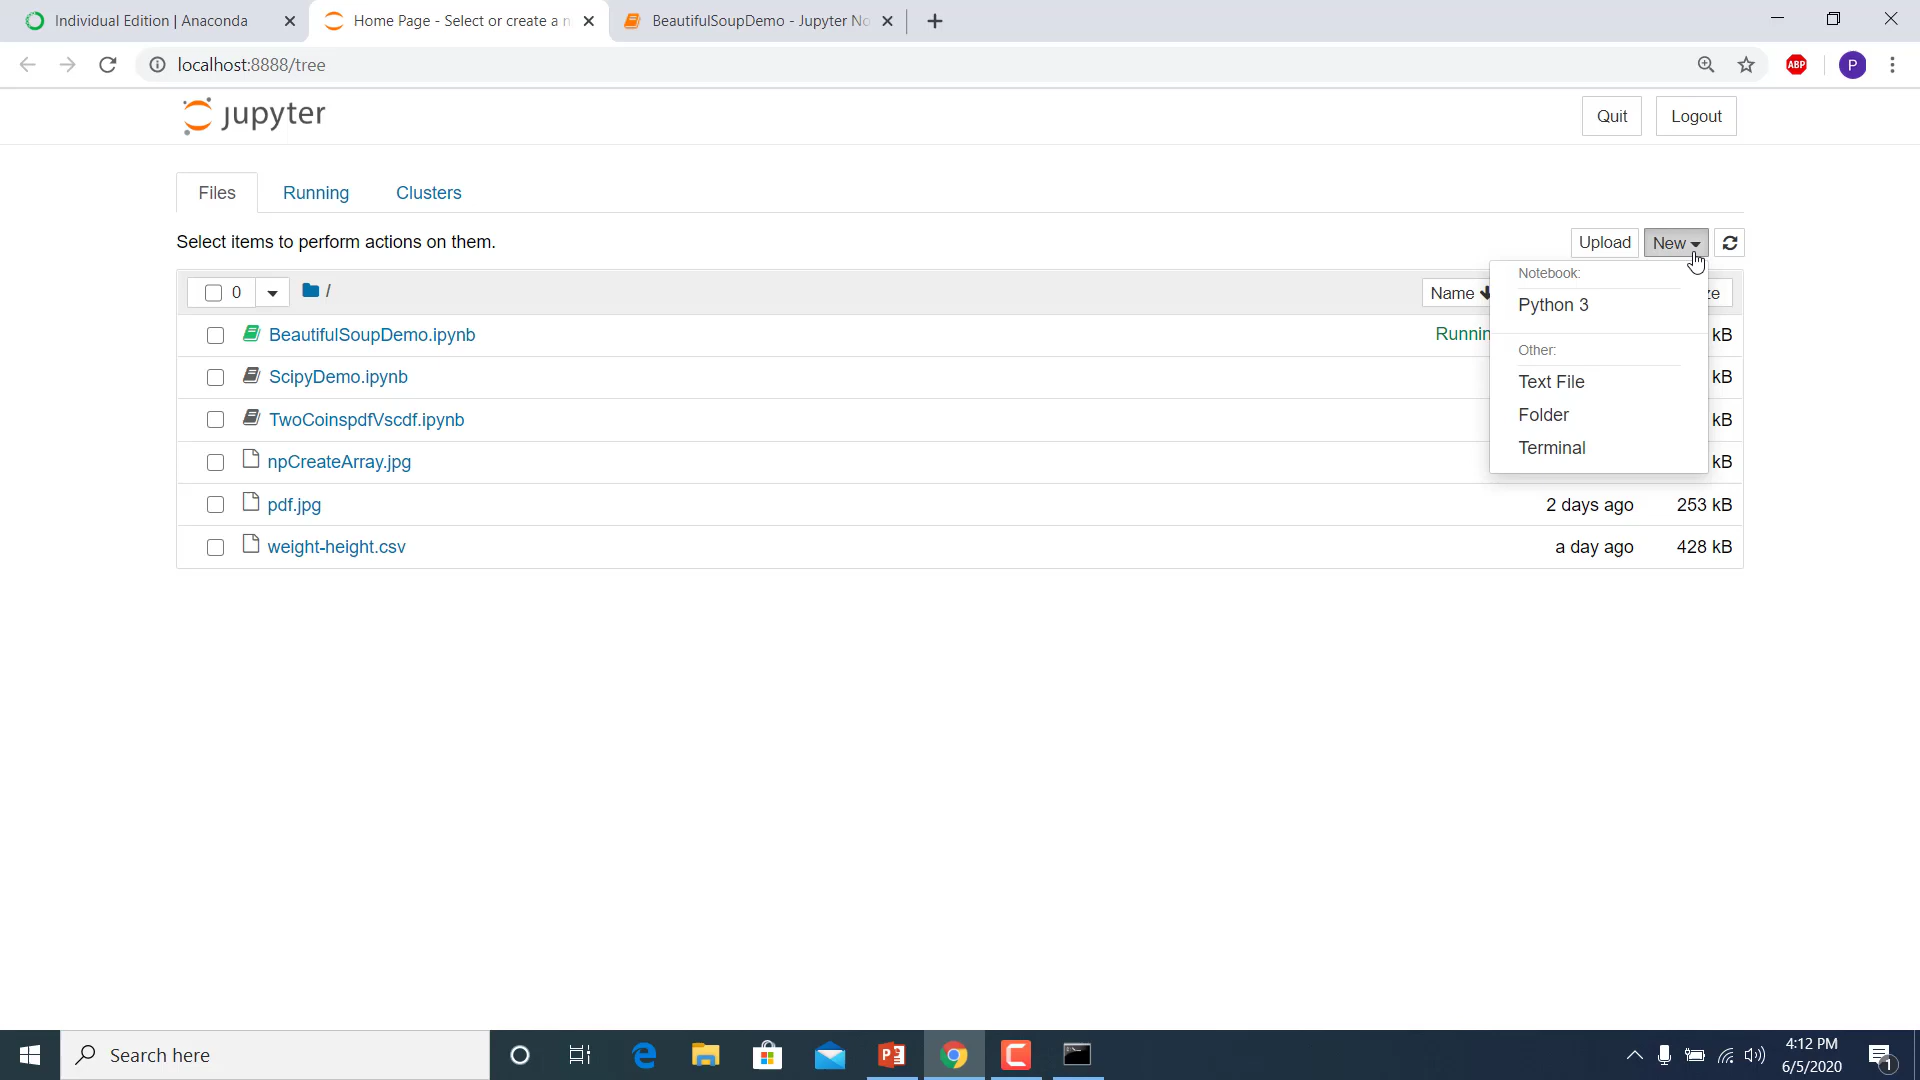 Individual Edition | Anaconda
Home Page - Select or create a n
BeautifulSoupDemo - Jupyter No
localhost:8888/tree
ABP
P
jupyter
Quit
Logout
Files
Running
Clusters
Select items to perform actions on them.
Upload
New
0
/
Name
ze
Notebook:
Python 3
Other:
Text File
Folder
Terminal
BeautifulSoupDemo.ipynb
Runnin
kB
ScipyDemo.ipynb
kB
TwoCoinspdfVscdf.ipynb
kB
npCreateArray.jpg
kB
pdf.jpg
2 days ago
253 kB
weight-height.csv
a day ago
428 kB
Search here
4:12 PM
6/5/2020
1